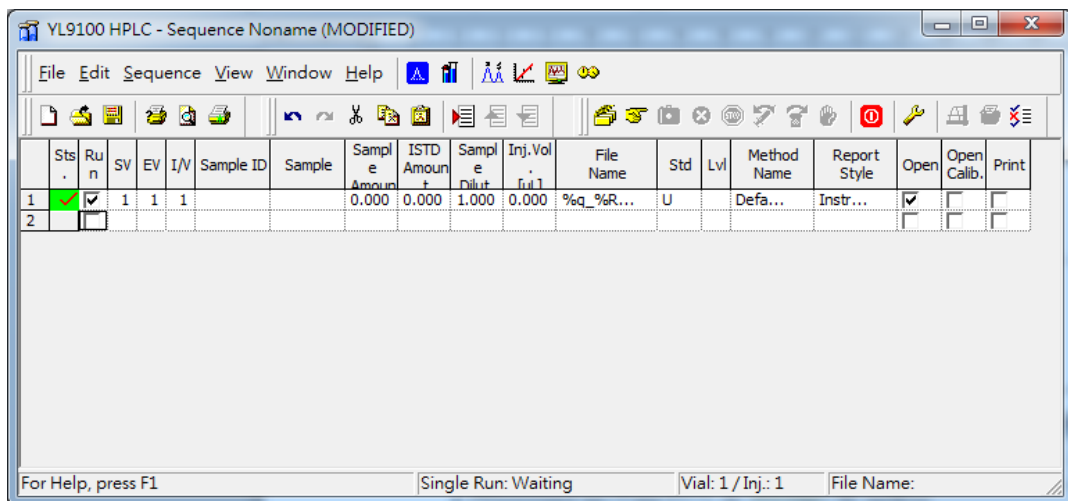 YL9100 HPLC - Sequence Noname (MODIFIED)
File Edit Sequence View Window Help
Sts. Run SV EV I/V Sample ID Sample Sample Amoun ISTD Amount Sample Dilut. Inj.Vol. [uL] File Name Std Lvl Method Name Report Style Open Open Calib. Print
1 1 1 1 0.000 0.000 1.000 0.000 %q_%R... U Defa... Instr...
2
For Help, press F1 Single Run: Waiting Vial: 1 / Inj.: 1 File Name: